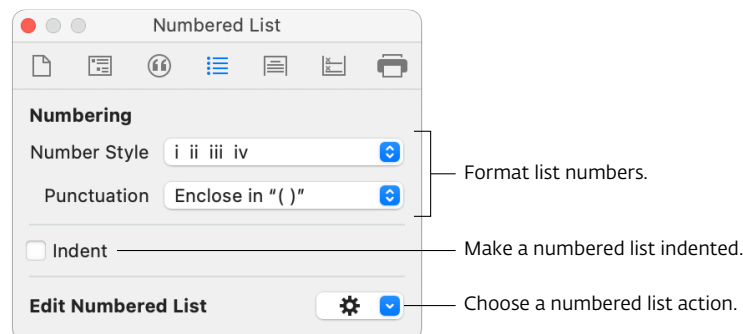 Numbered List
Numbering
Number Style i ii iii iv
Format list numbers.
Punctuation Enclose in “( )”
Indent
Make a numbered list indented.
Edit Numbered List
Choose a numbered list action.